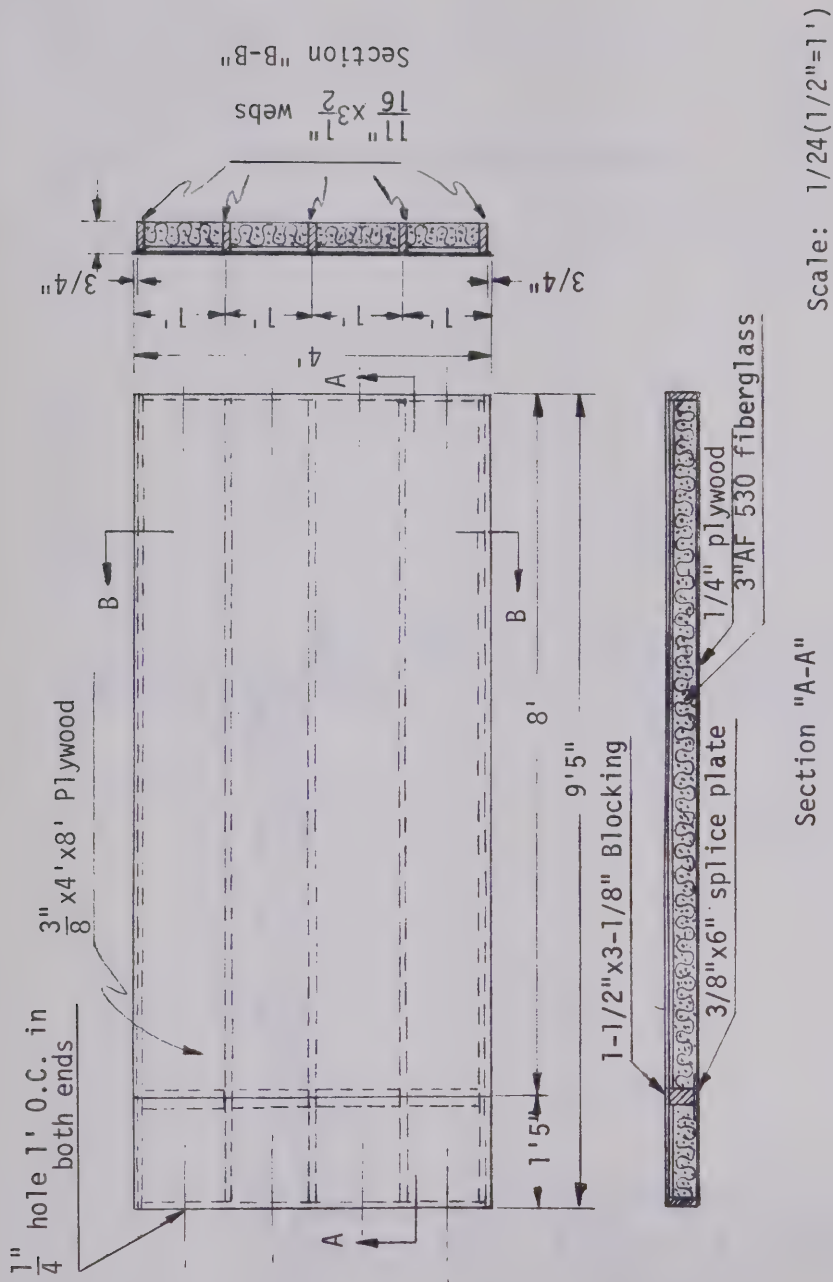 1/4" hole 1' O.C. in
both ends
3/8"x4'x8' Plywood
B
B
A
A
1'5"
8'
9'5"
4'
1'
1'
1'
1'
3/4"
3/4"
11/16"x3 1/2" webs
Section "B-B"
1-1/2"x3-1/8" Blocking
3/8"x6" splice plate
1/4" plywood
3"AF 530 fiberglass
Section "A-A"
Scale: 1/24(1/2"=1')